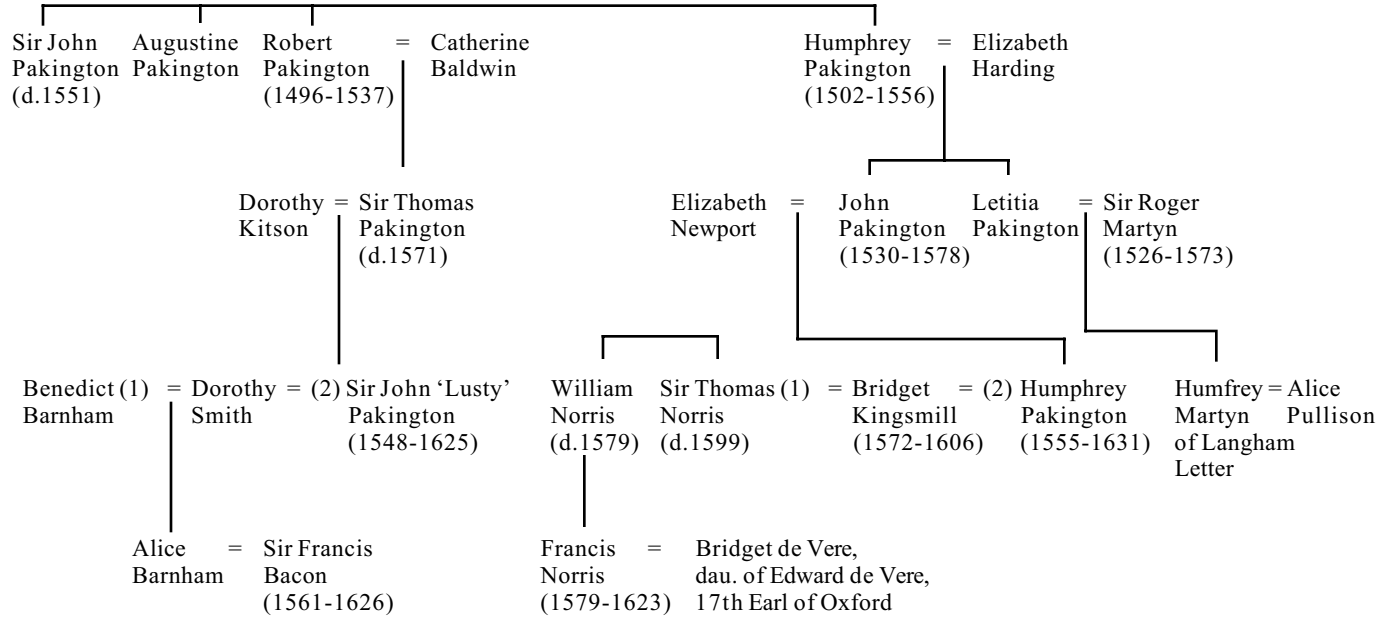 Sir John Augustine Robert = Catherine Humphrey = Elizabeth
Pakington Pakington Pakington Baldwin Pakington Harding
(d.1551) (1496-1537) (1502-1556)
Dorothy = Sir Thomas Elizabeth = John Letitia = Sir Roger
Kitson Pakington Newport Pakington Pakington Martyn
(d.1571) (1530-1578) (1526-1573)
Benedict (1) = Dorothy = (2) Sir John ‘Lusty’ William Sir Thomas (1) = Bridget = (2) Humphrey Humfrey = Alice
Barnham Smith Pakington Norris Norris Kingsmill Pakington Martyn Pullison
(1548-1625) (d.1579) (d.1599) (1572-1606) (1555-1631) of Langham
Letter
Alice = Sir Francis Francis = Bridget de Vere,
Barnham Bacon Norris dau. of Edward de Vere,
(1561-1626) (1579-1623) 17th Earl of Oxford